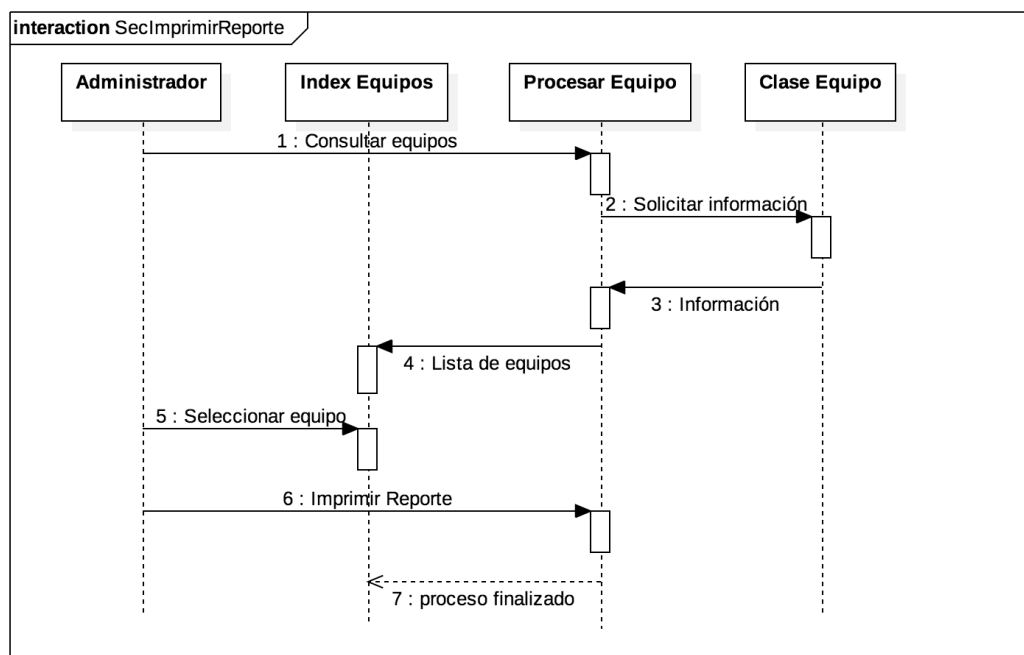 interaction SecImprimirReporte
Administrador
Index Equipos
Procesar Equipo
Clase Equipo
1 : Consultar equipos
2 : Solicitar información
3 : Información
4 : Lista de equipos
5 : Seleccionar equipo
6 : Imprimir Reporte
7 : proceso finalizado